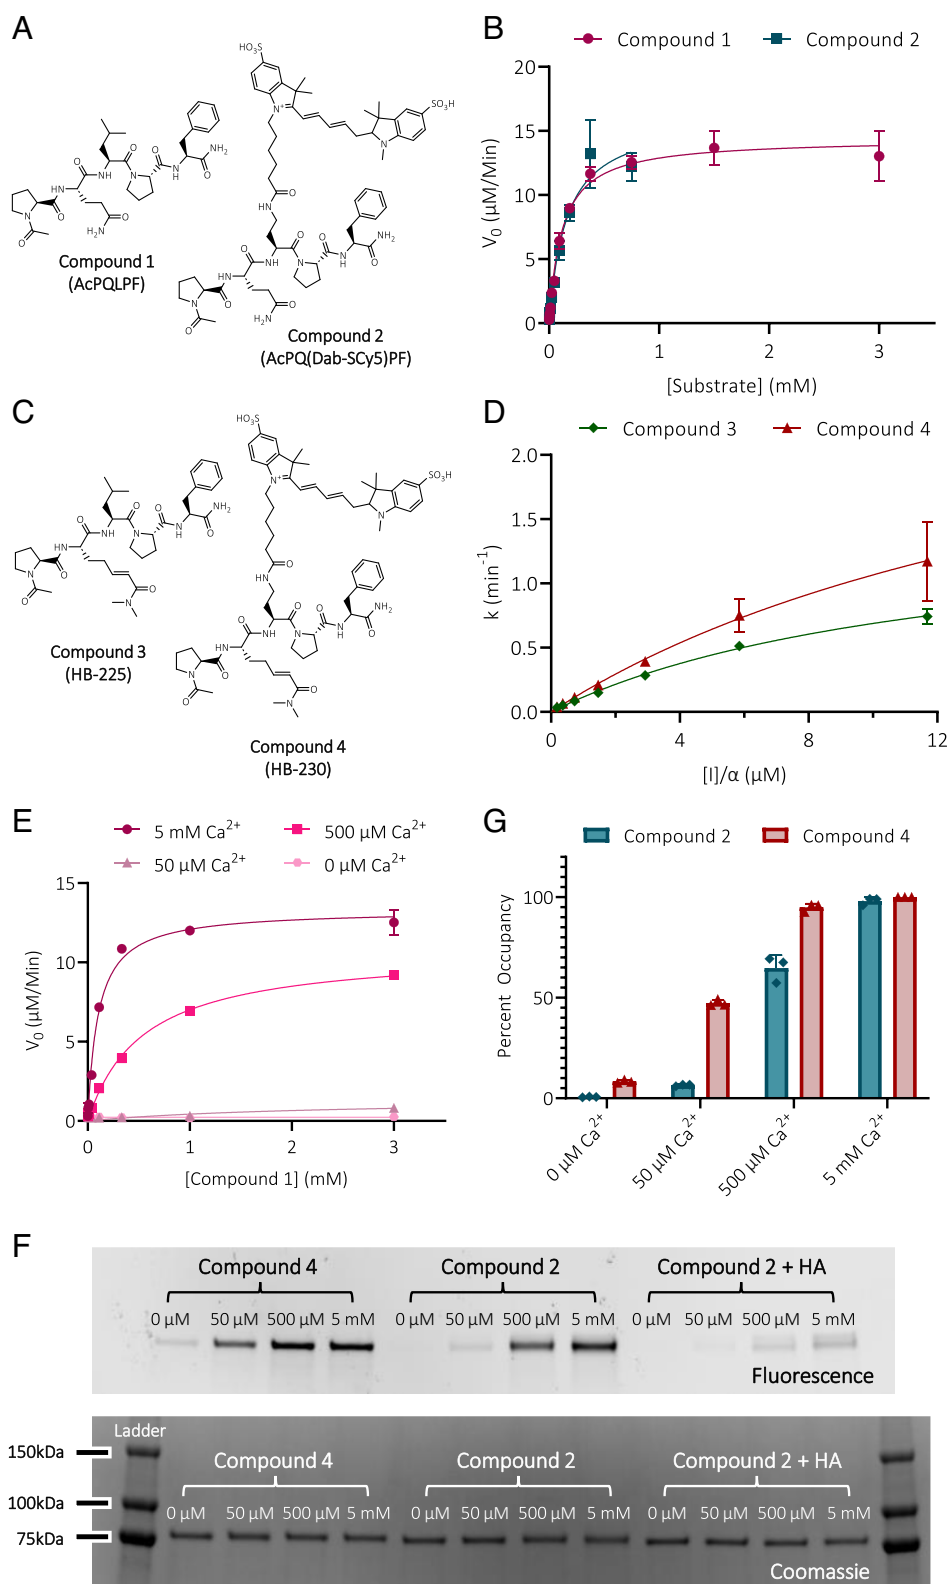 A
HO₃S
SO₃H
N⁺
N
O
HN
NH₂
O
N
H
O
HN
O
N
O
H₂N
O
N
O
Compound 1
(AcPQLPF)
Compound 2
(AcPQ(Dab-SCy5)PF)
B
Compound 1
Compound 2
20
15
10
5
0
V₀ (µM/Min)
0
1
2
3
[Substrate] (mM)
C
HO₃S
SO₃H
N⁺
N
O
HN
NH₂
O
N
H
O
HN
O
N
O
N
O
Compound 3
(HB-225)
Compound 4
(HB-230)
D
Compound 3
Compound 4
2.0
1.5
1.0
0.5
0.0
k (min⁻¹)
0
4
8
12
[I]/α (µM)
E
5 mM Ca²⁺
500 µM Ca²⁺
50 µM Ca²⁺
0 µM Ca²⁺
15
10
5
0
V₀ (µM/Min)
0
1
2
3
[Compound 1] (mM)
G
Compound 2
Compound 4
100
50
0
Percent Occupancy
0 µM Ca²⁺
50 µM Ca²⁺
500 µM Ca²⁺
5 mM Ca²⁺
F
Compound 4
Compound 2
Compound 2 + HA
0 µM 50 µM 500 µM 5 mM
0 µM 50 µM 500 µM 5 mM
0 µM 50 µM 500 µM 5 mM
Fluorescence
Ladder
150kDa
100kDa
75kDa
Compound 4
Compound 2
Compound 2 + HA
0 µM 50 µM 500 µM 5 mM
0 µM 50 µM 500 µM 5 mM
0 µM 50 µM 500 µM 5 mM
Coomassie